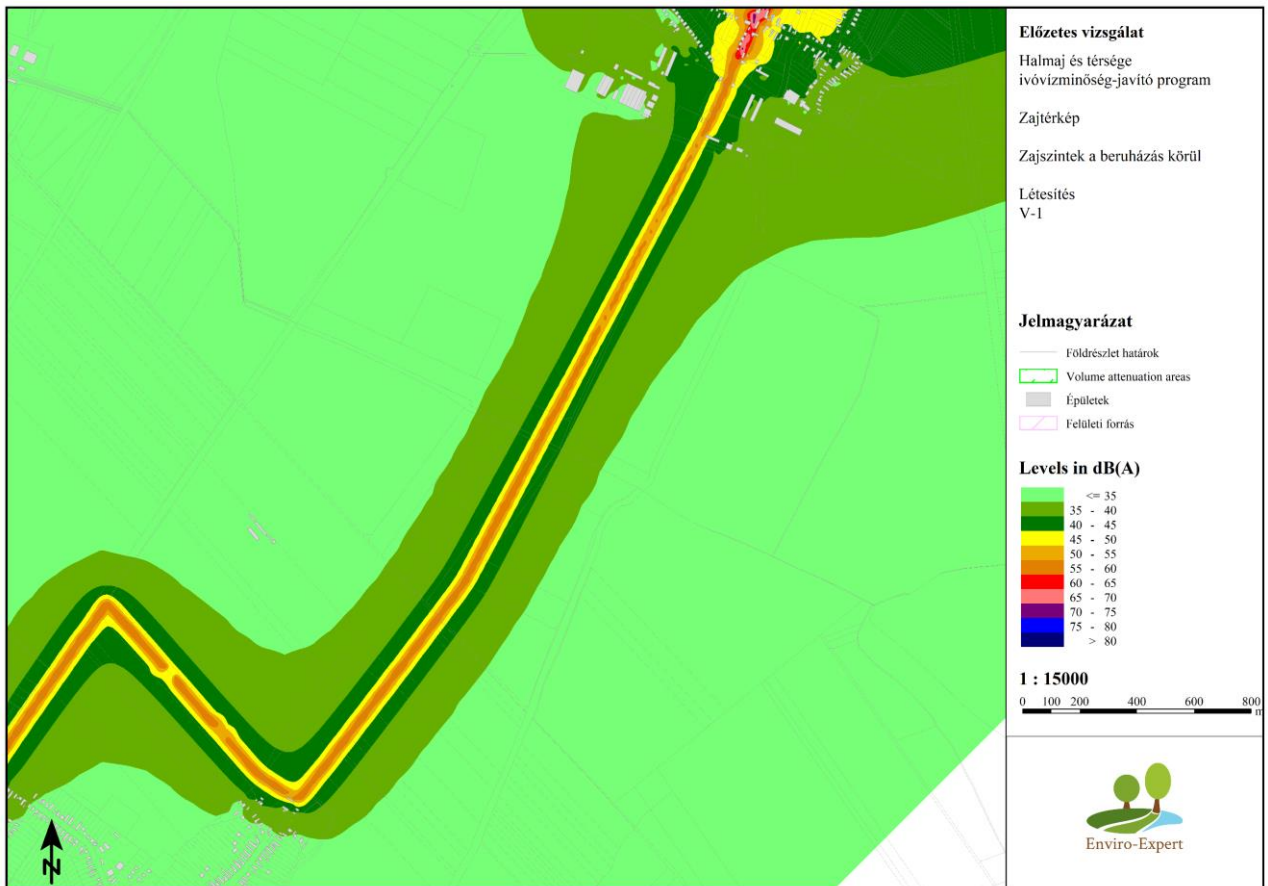 Előzetes vizsgálat
Halmaj és térsége
ivóvízminőség-javító program
Zajtérkép
Zajszintek a beruházás körül
Létesítés
V-1
Jelmagyarázat
Földrészlet határok
Volume attenuation areas
Épületek
Felületi forrás
Levels in dB(A)
<= 35
35 - 40
40 - 45
45 - 50
50 - 55
55 - 60
60 - 65
65 - 70
70 - 75
75 - 80
> 80
1 : 15000
0 100 200 400 600 800
m
Enviro-Expert
N